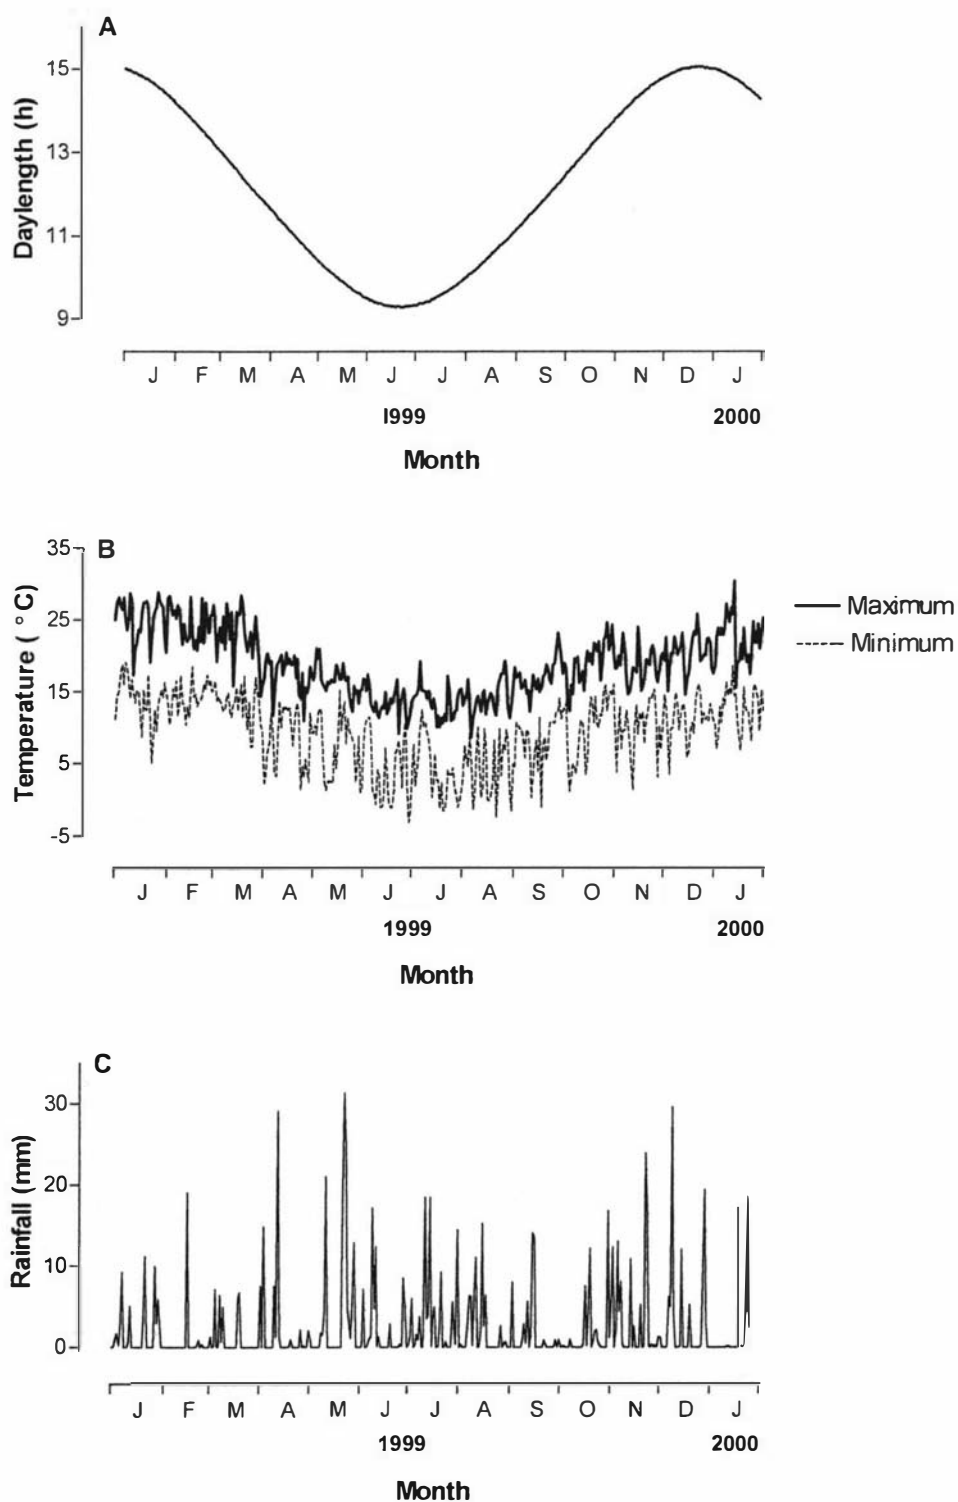 A
Daylength (h)
15
13
11
9
J F M A M J J A S O N D J
1999 2000
Month
B
Temperature ( °C)
35
25
15
5
-5
Maximum
Minimum
J F M A M J J A S O N D J
1999 2000
Month
C
Rainfall (mm)
30
20
10
0
J F M A M J J A S O N D J
1999 2000
Month